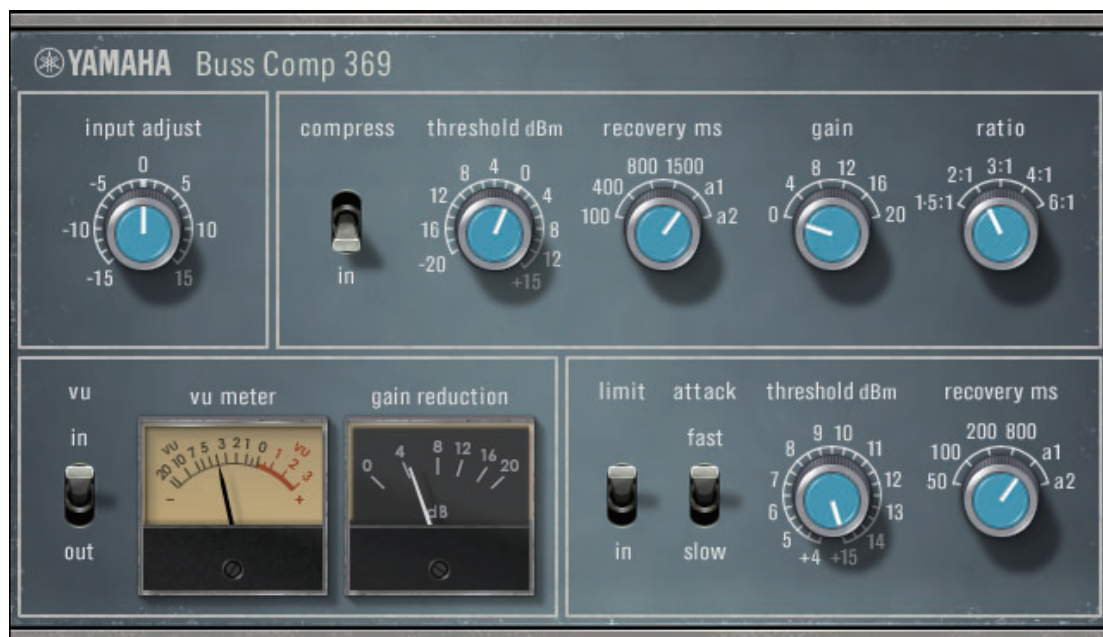 YAMAHA Buss Comp 369
input adjust
-15 -10 -5 0 5 10 15
compress
in
threshold dBm
-20 16 12 8 4 0 4 8 12 +15
recovery ms
100 400 800 1500 a1 a2
gain
0 4 8 12 16 20
ratio
1·5:1 2:1 3:1 4:1 6:1
vu
in
out
vu meter
VU VU
20 10 7 5 3 2 1 0 1 2 3
- +
gain reduction
0 4 8 12 16 20
dB
limit
in
attack
fast
slow
threshold dBm
+4 5 6 7 8 9 10 11 12 13 14 +15
recovery ms
50 100 200 800 a1 a2